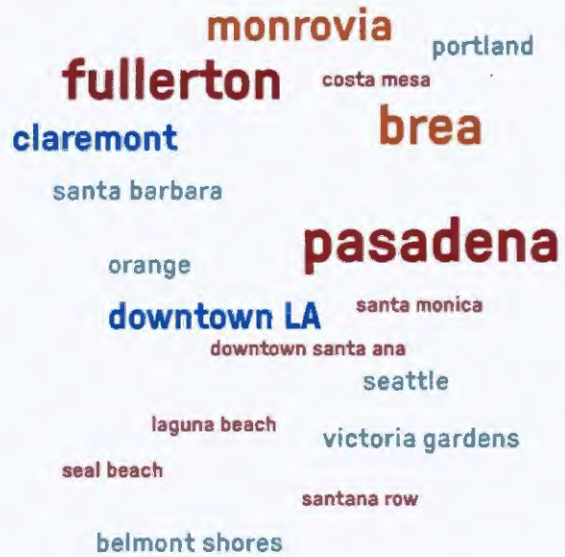 monrovia
portland
fullerton
costa mesa
brea
claremont
santa barbara
pasadena
orange
santa monica
downtown LA
downtown santa ana
seattle
laguna beach
victoria gardens
seal beach
santana row
belmont shores